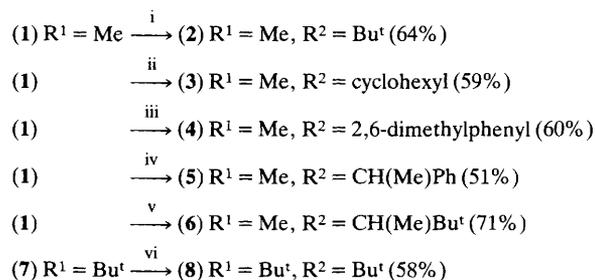 i
(1) R¹ = Me ⟶ (2) R¹ = Me, R² = Buᵗ (64%)
ii
(1) ⟶ (3) R¹ = Me, R² = cyclohexyl (59%)
iii
(1) ⟶ (4) R¹ = Me, R² = 2,6-dimethylphenyl (60%)
iv
(1) ⟶ (5) R¹ = Me, R² = CH(Me)Ph (51%)
v
(1) ⟶ (6) R¹ = Me, R² = CH(Me)Buᵗ (71%)
vi
(7) R¹ = Buᵗ ⟶ (8) R¹ = Buᵗ, R² = Buᵗ (58%)